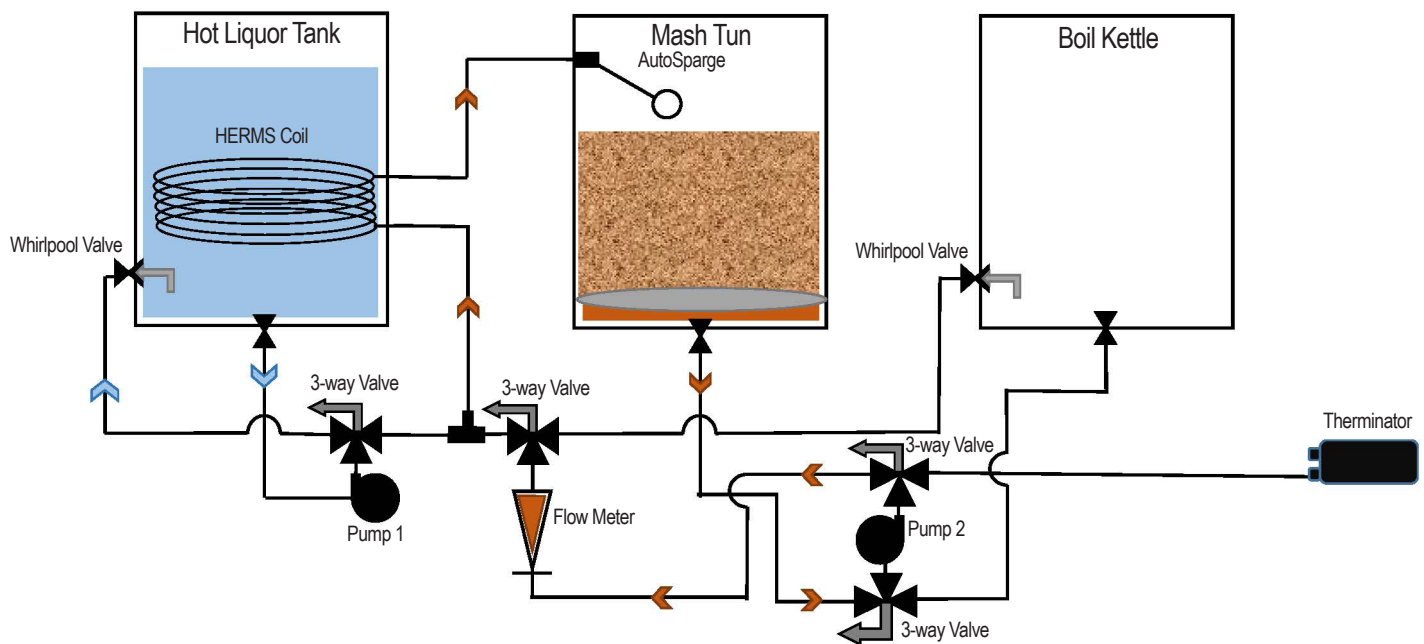 Hot Liquor Tank
Mash Tun
AutoSparge
Boil Kettle
HERMS Coil
Whirlpool Valve
Whirlpool Valve
3-way Valve
3-way Valve
Therminator
3-way Valve
Flow Meter
Pump 1
Pump 2
3-way Valve